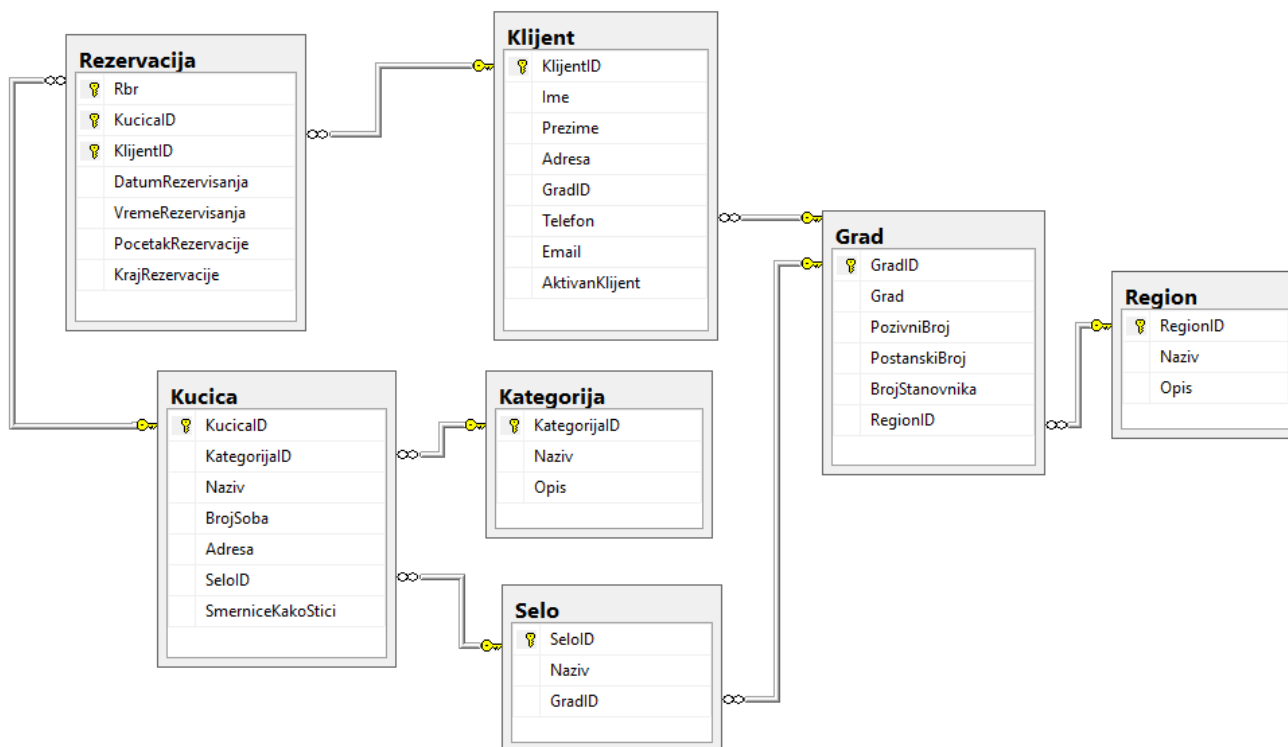 Rezervacija
Rbr
KucicaID
KlijentID
DatumRezervisanja
VremeRezervisanja
PocetakRezervacije
KrajRezervacije
Klijent
KlijentID
Ime
Prezime
Adresa
GradID
Telefon
Email
AktivanKlijent
Grad
GradID
Grad
PozivniBroj
PostanskiBroj
BrojStanovnika
RegionID
Region
RegionID
Naziv
Opis
Kucica
KucicaID
KategorijaID
Naziv
BrojSoba
Adresa
SeloID
SmerniceKakoStici
Kategorija
KategorijaID
Naziv
Opis
Selo
SeloID
Naziv
GradID